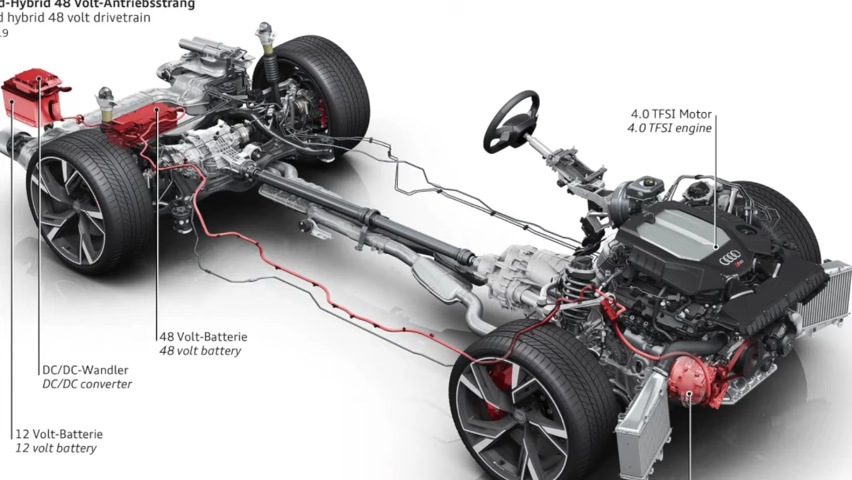 d-Hybrid 48 Volt-Antriebsstrang
d hybrid 48 volt drivetrain
19
4.0 TFSI Motor
4.0 TFSI engine
48 Volt-Batterie
48 volt battery
DC/DC-Wandler
DC/DC converter
12 Volt-Batterie
12 volt battery